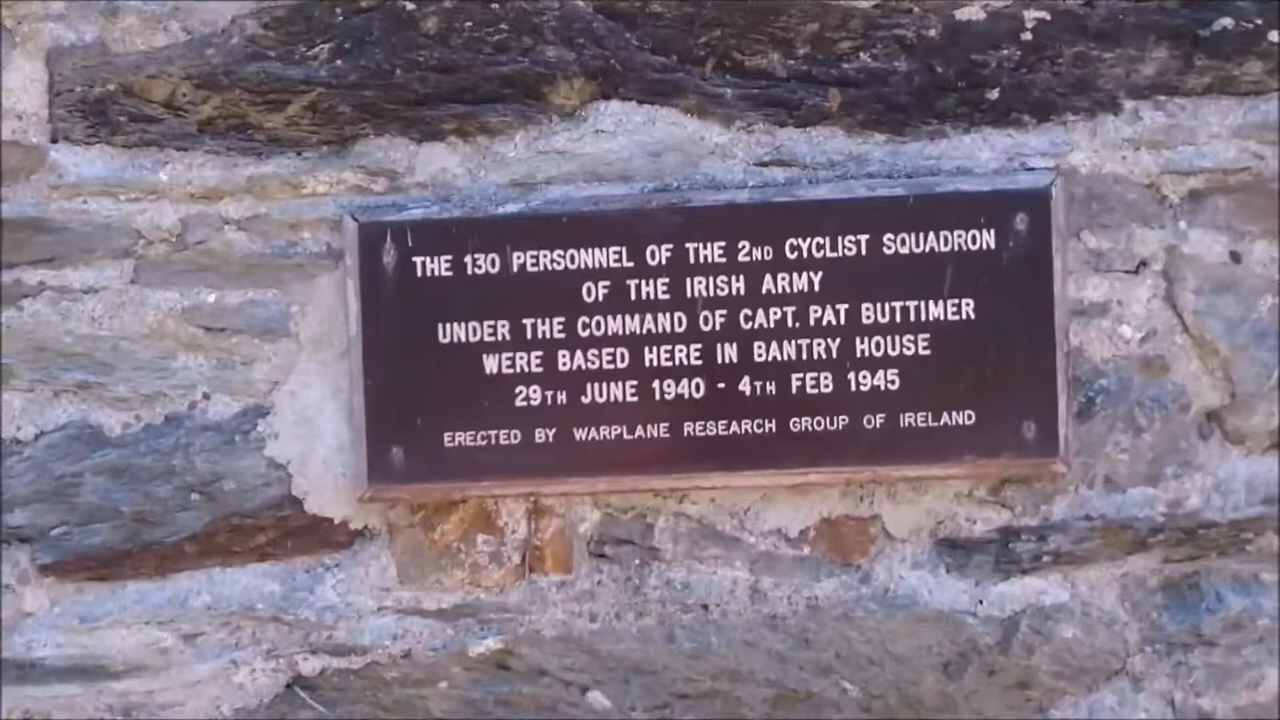 THE 130 PERSONNEL OF THE 2ND CYCLIST SQUADRON
OF THE IRISH ARMY
UNDER THE COMMAND OF CAPT. PAT BUTTIMER
WERE BASED HERE IN BANTRY HOUSE
29TH JUNE 1940 - 4TH FEB 1945
ERECTED BY WARPLANE RESEARCH GROUP OF IRELAND